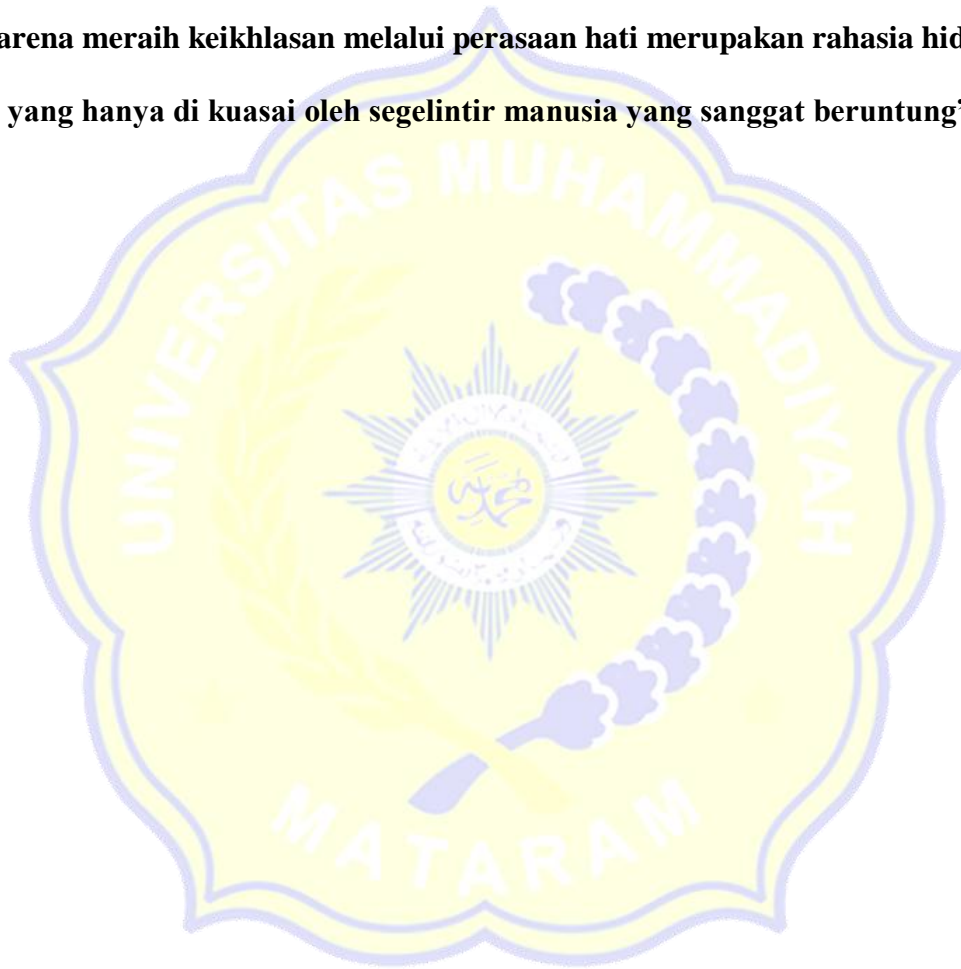 arena meraih keikhlasan melalui perasaan hati merupakan rahasia hid
yang hanya di kuasai oleh segelintir manusia yang sanggat beruntung”
UNIVERSITAS MUHAMMADIYAH
MATARAM